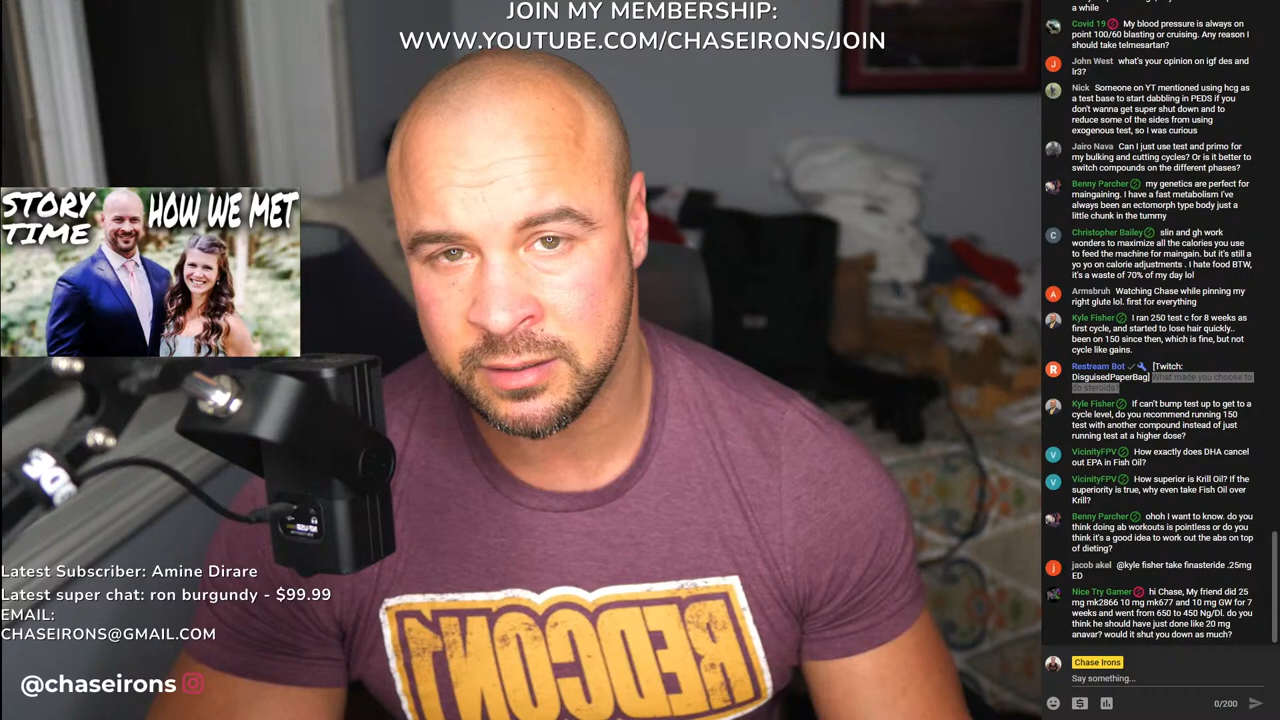 JOIN MY MEMBERSHIP:
WWW.YOUTUBE.COM/CHASEIRONS/JOIN
STORY
TIME
HOW WE MET
REDCON1
Latest Subscriber: Amine Dirare
Latest super chat: ron burgundy - $99.99
EMAIL:
CHASEIRONS@GMAIL.COM
@chaseirons
a while
Covid 19 My blood pressure is always on
point 100/60 blasting or cruising. Any reason I
should take telmesartan?
J
John West what's your opinion on igf des and
lr3?
Nick Someone on YT mentioned using hcg as
a test base to start dabbling in PEDS if you
don't wanna get super shut down and to
reduce some of the sides from using
exogenous test, so I was curious
Jairo Nava Can I just use test and primo for
my bulking and cutting cycles? Or is it better to
switch compounds on the different phases?
Benny Parcher my genetics are perfect for
maingaining. I have a fast metabolism I've
always been an ectomorph type body just a
little chunk in the tummy
C
Christopher Bailey slin and gh work
wonders to maximize all the calories you use
to feed the machine for maingain. but it's still a
yo yo on calorie adjustments . I hate food BTW,
it's a waste of 70% of my day lol
A
Armsbruh Watching Chase while pinning my
right glute lol. first for everything
Kyle Fisher I ran 250 test c for 8 weeks as
first cycle, and started to lose hair quickly..
been on 150 since then, which is fine, but not
cycle like gains.
R
Restream Bot [Twitch:
DisguisedPaperBag] What made you choose to
do steroids?
Kyle Fisher If can't bump test up to get to a
cycle level, do you recommend running 150
test with another compound instead of just
running test at a higher dose?
V
VicinityFPV How exactly does DHA cancel
out EPA in Fish Oil?
V
VicinityFPV How superior is Krill Oil? If the
superiority is true, why even take Fish Oil over
Krill?
Benny Parcher ohoh I want to know. do you
think doing ab workouts is pointless or do you
think it's a good idea to work out the abs on top
of dieting?
j
jacob akel @kyle fisher take finasteride .25mg
ED
Nice Try Gamer hi Chase, My friend did 25
mg mk2866 10 mg mk677 and 10 mg GW for 7
weeks and went from 650 to 450 Ng/Dl. do you
think he should have just done like 20 mg
anavar? would it shut you down as much?
Chase Irons
Say something...
0/200